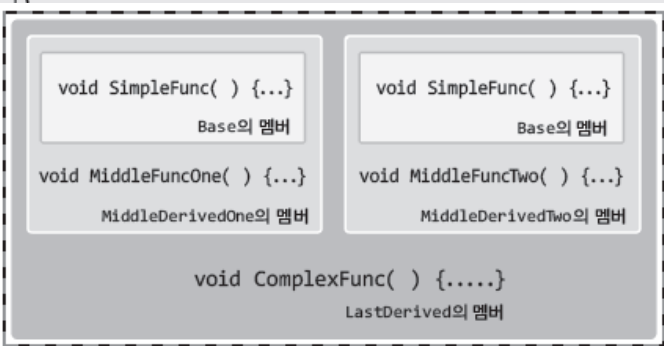 void SimpleFunc( ) {...}
Base의 멤버
void MiddleFuncOne( ) {...}
MiddleDerivedOne의 멤버
void SimpleFunc( ) {...}
Base의 멤버
void MiddleFuncTwo( ) {...}
MiddleDerivedTwo의 멤버
void ComplexFunc( ) {.....}
LastDerived의 멤버